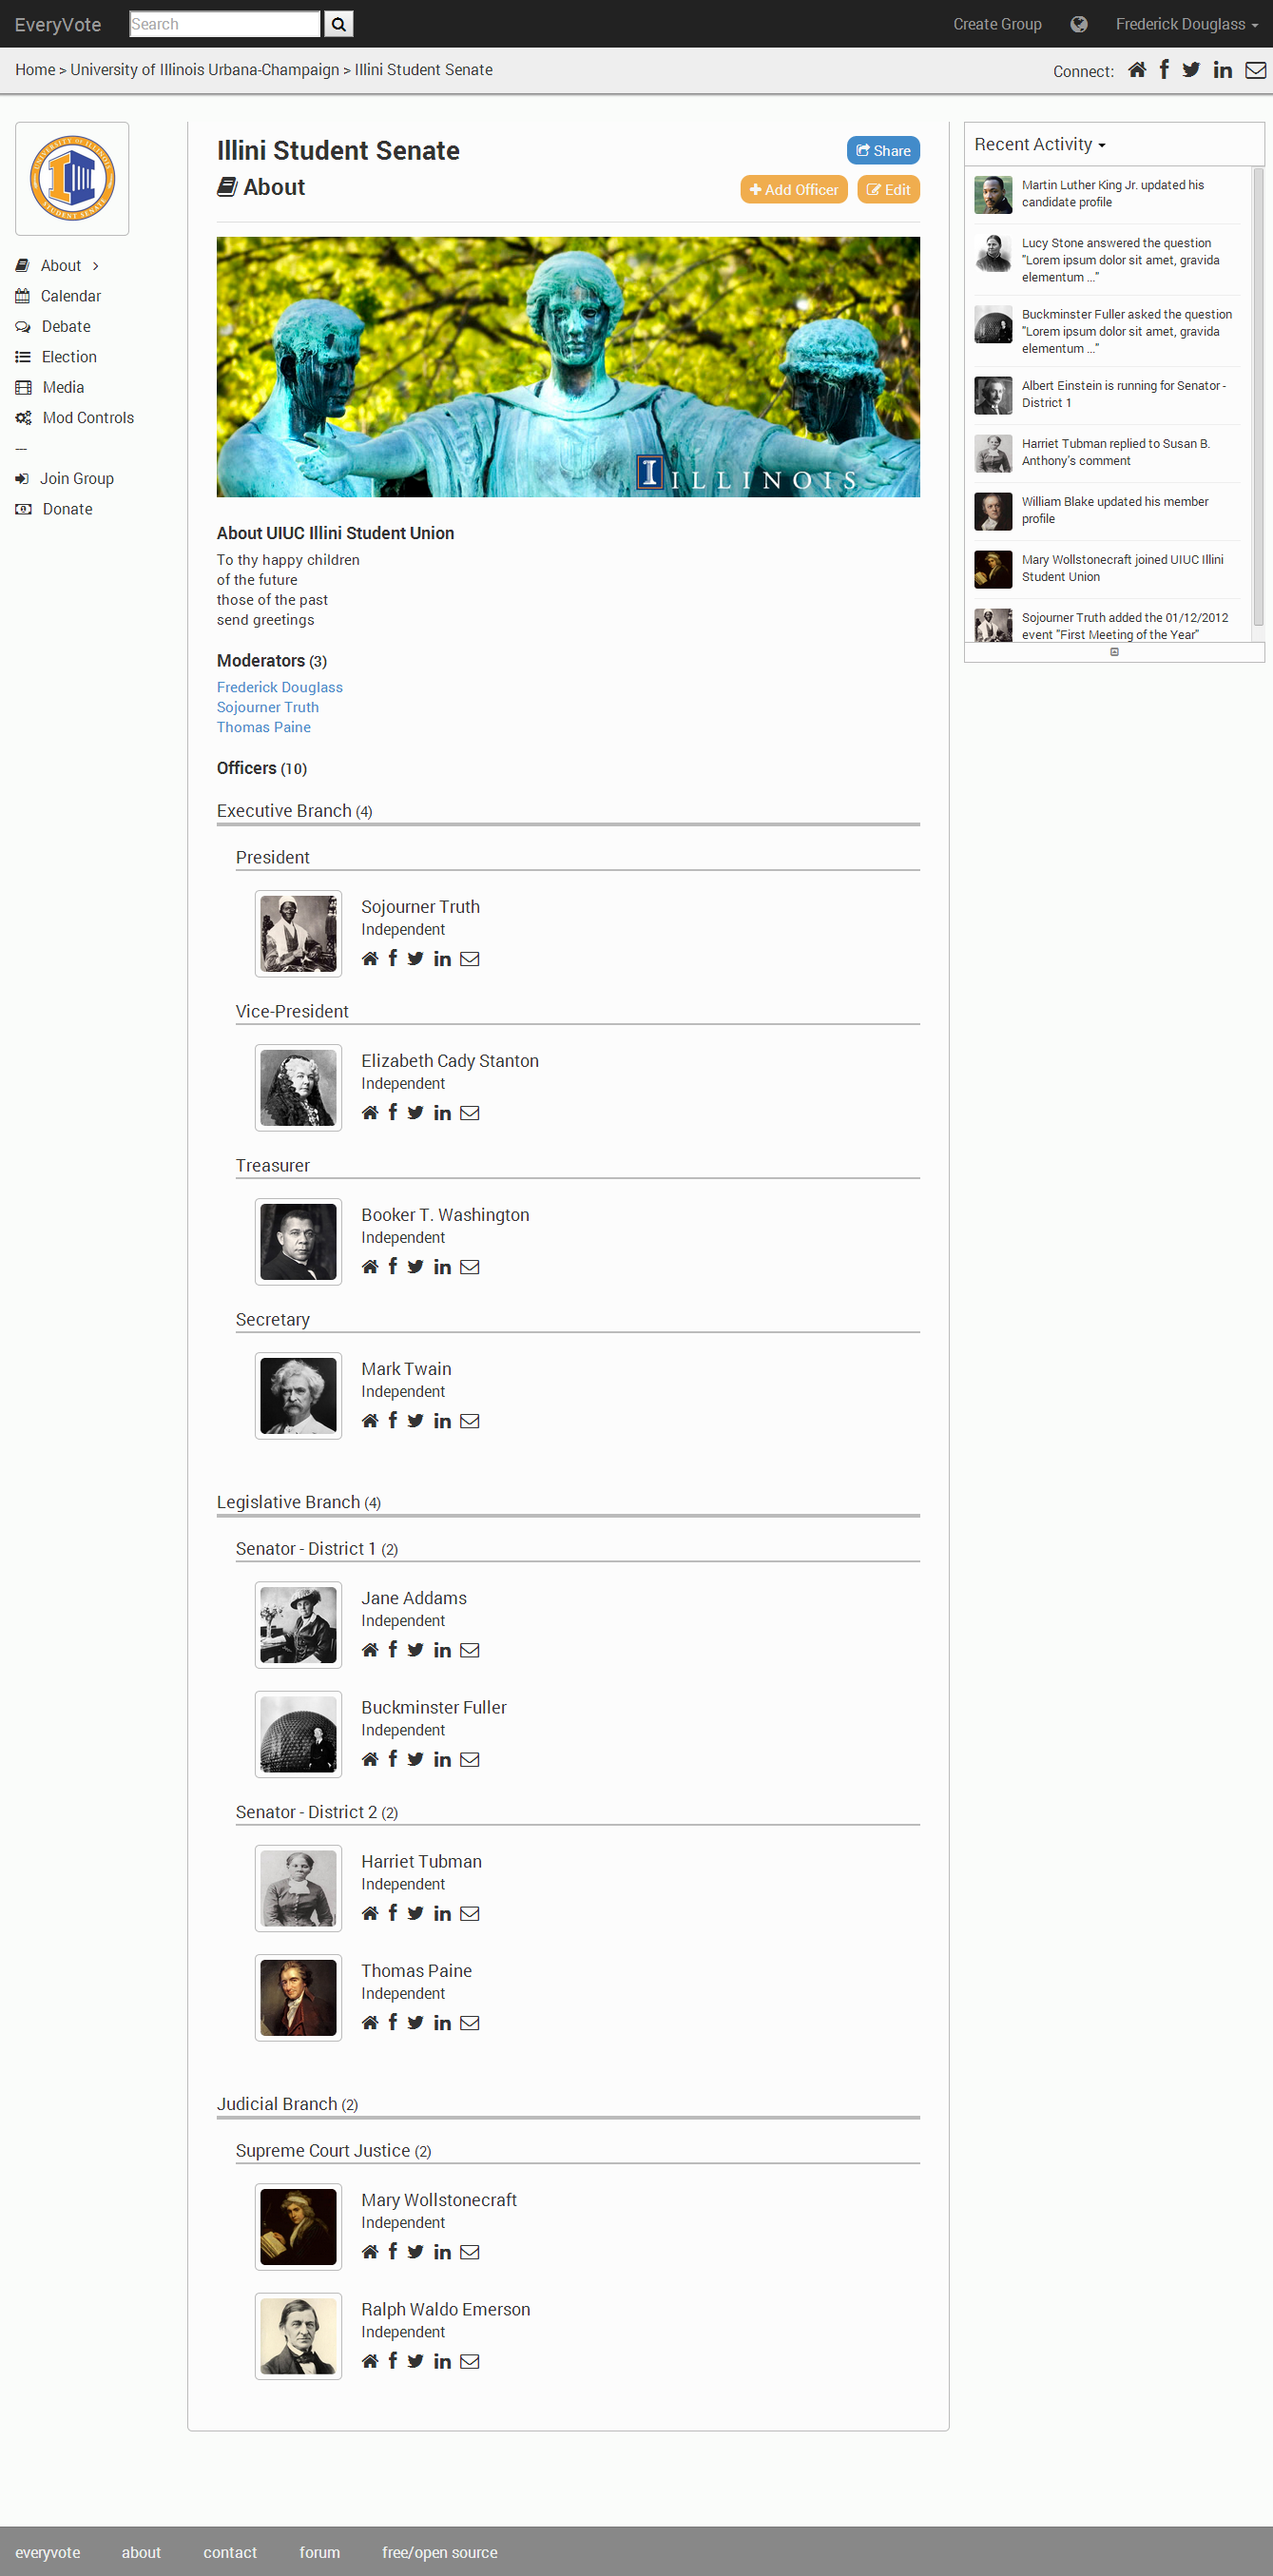 EveryVote
Search
Create Group
Frederick Douglass
Home > University of Illinois Urbana-Champaign > Illini Student Senate
Connect:
UNIVERSITY OF ILLINOIS
STUDENT SENATE
About
Calendar
Debate
Election
Media
Mod Controls
---
Join Group
Donate
Illini Student Senate
Share
About
Add Officer
Edit
ILLINOIS
About UIUC Illini Student Union
To thy happy children
of the future
those of the past
send greetings
Moderators (3)
Frederick Douglass
Sojourner Truth
Thomas Paine
Officers (10)
Executive Branch (4)
President
Sojourner Truth
Independent
Vice-President
Elizabeth Cady Stanton
Independent
Treasurer
Booker T. Washington
Independent
Secretary
Mark Twain
Independent
Legislative Branch (4)
Senator - District 1 (2)
Jane Addams
Independent
Buckminster Fuller
Independent
Senator - District 2 (2)
Harriet Tubman
Independent
Thomas Paine
Independent
Judicial Branch (2)
Supreme Court Justice (2)
Mary Wollstonecraft
Independent
Ralph Waldo Emerson
Independent
Recent Activity
Martin Luther King Jr. updated his
candidate profile
Lucy Stone answered the question
"Lorem ipsum dolor sit amet, gravida
elementum ..."
Buckminster Fuller asked the question
"Lorem ipsum dolor sit amet, gravida
elementum ..."
Albert Einstein is running for Senator -
District 1
Harriet Tubman replied to Susan B.
Anthony's comment
William Blake updated his member
profile
Mary Wollstonecraft joined UIUC Illini
Student Union
Sojourner Truth added the 01/12/2012
event "First Meeting of the Year"
everyvote
about
contact
forum
free/open source